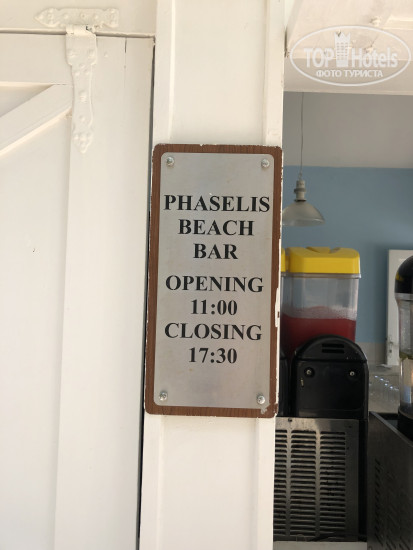 TOP Hotels
ФОТО ТУРИСТА
PHASELIS
BEACH
BAR
OPENING
11:00
CLOSING
17:30